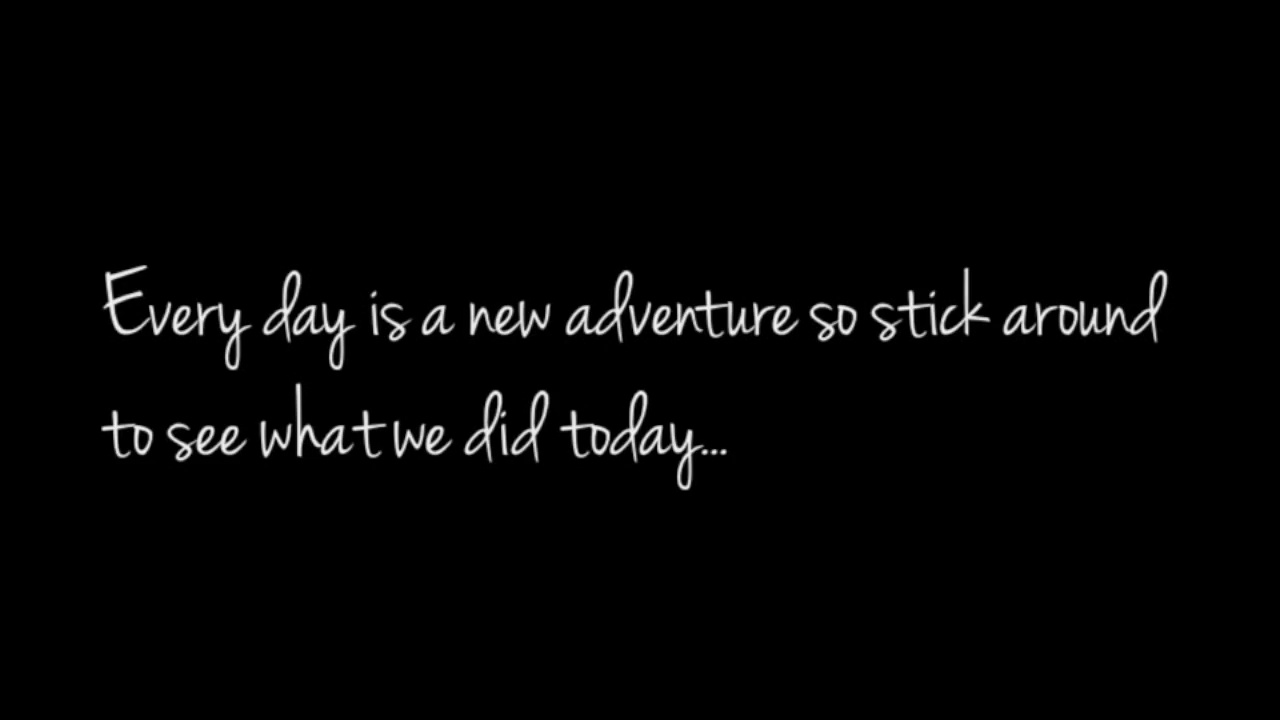 Every day is a new adventure so stick around
to see what we did today...